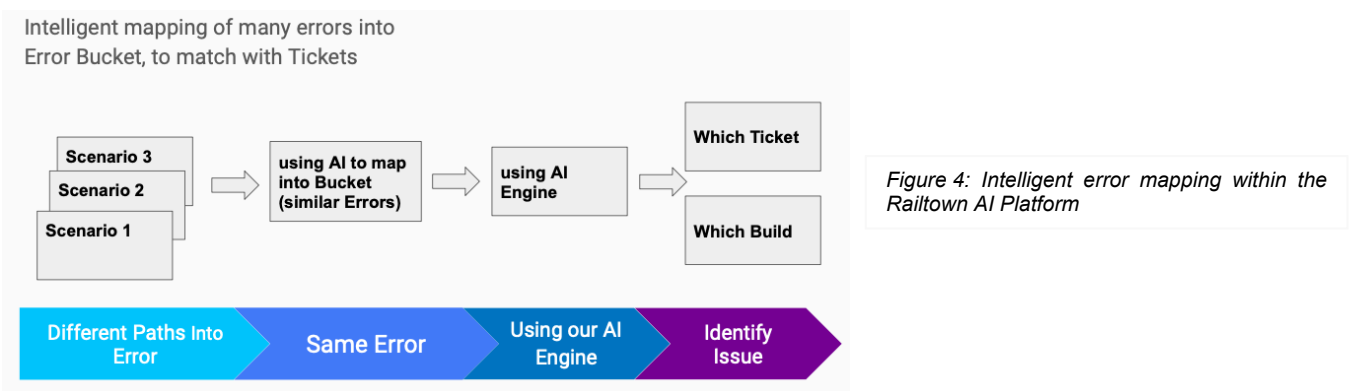 Intelligent mapping of many errors into
Error Bucket, to match with Tickets
Scenario 3
Scenario 2
Scenario 1
using AI to map
into Bucket
(similar Errors)
using AI
Engine
Which Ticket
Which Build
Figure 4: Intelligent error mapping within the
Railtown AI Platform
Different Paths Into
Error
Same Error
Using our AI
Engine
Identify
Issue